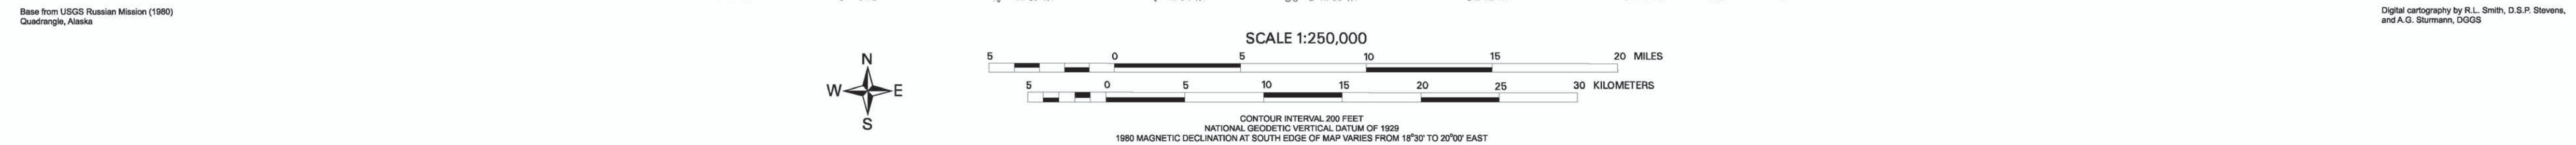 Base from USGS Russian Mission (1980)
Quadrangle, Alaska
Digital cartography by R.L. Smith, D.S.P. Stevens,
and A.G. Sturmann, DGGS
SCALE 1:250,000
5 0 5 10 15 20 MILES
5 0 5 10 15 20 25 30 KILOMETERS
N
W E
S
CONTOUR INTERVAL 200 FEET
NATIONAL GEODETIC VERTICAL DATUM OF 1929
1980 MAGNETIC DECLINATION AT SOUTH EDGE OF MAP VARIES FROM 18°30' TO 20°00' EAST